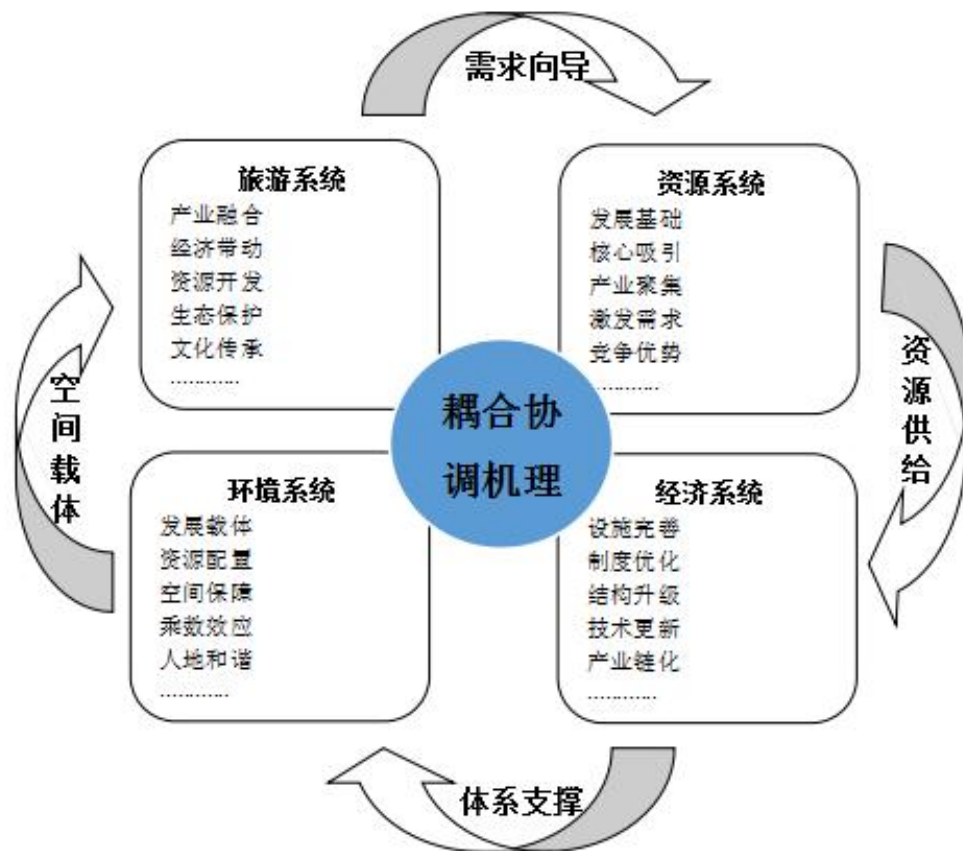 需求向导
旅游系统
产业融合
经济带动
资源开发
生态保护
文化传承
............
资源系统
发展基础
核心吸引
产业聚集
激发需求
竞争优势
............
空间载体
耦合协
调机理
资源供给
环境系统
发展载体
资源配置
空间保障
乘数效应
人地和谐
............
经济系统
设施完善
制度优化
结构升级
技术更新
产业链化
............
体系支撑